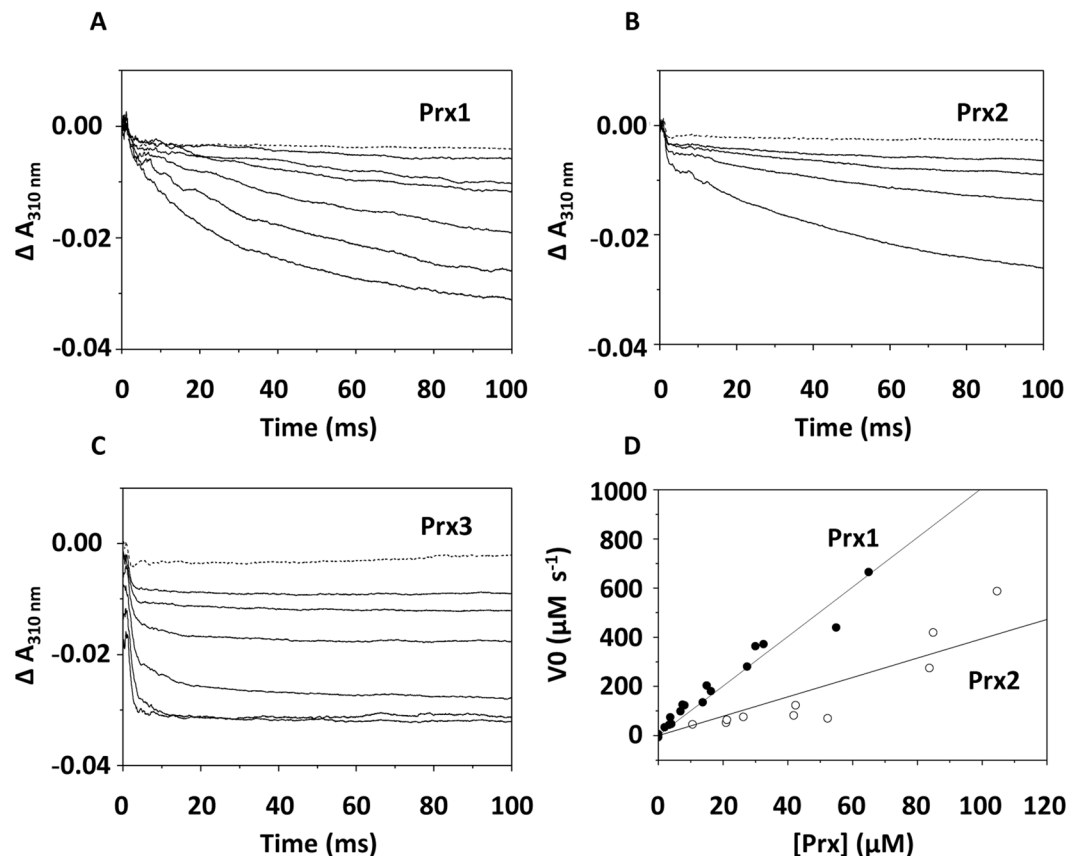 A
Prx1
0.00
-0.02
-0.04
Δ A310 nm
0 20 40 60 80 100
Time (ms)
B
Prx2
0.00
-0.02
-0.04
Δ A310 nm
0 20 40 60 80 100
Time (ms)
C
Prx3
0.00
-0.02
-0.04
Δ A310 nm
0 20 40 60 80 100
Time (ms)
D
1000
800
600
400
200
0
V0 (µM s⁻¹)
Prx1
Prx2
0 20 40 60 80 100 120
[Prx] (µM)